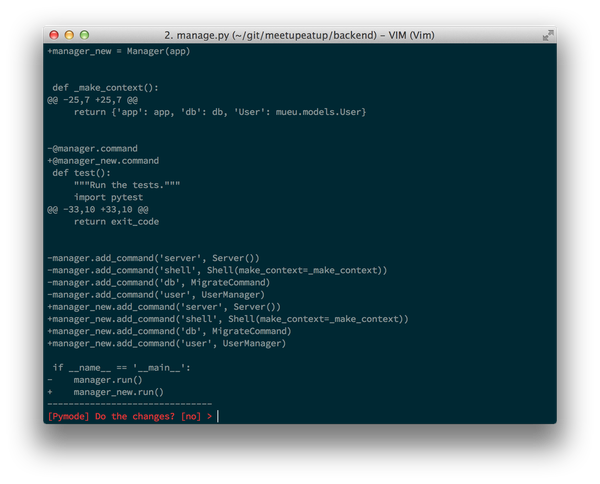 2. manage.py (~/git/meetupeatup/backend) – VIM (Vim)
+manager_new = Manager(app)
 def _make_context():
@@ -25,7 +25,7 @@
     return {'app': app, 'db': db, 'User': mueu.models.User}
-@manager.command
+@manager_new.command
 def test():
     """Run the tests."""
     import pytest
@@ -33,10 +33,10 @@
     return exit_code
-manager.add_command('server', Server())
-manager.add_command('shell', Shell(make_context=_make_context))
-manager.add_command('db', MigrateCommand)
-manager.add_command('user', UserManager)
+manager_new.add_command('server', Server())
+manager_new.add_command('shell', Shell(make_context=_make_context))
+manager_new.add_command('db', MigrateCommand)
+manager_new.add_command('user', UserManager)
 if __name__ == '__main__':
-    manager.run()
+    manager_new.run()
-------------------------------
[Pymode] Do the changes? [no] >